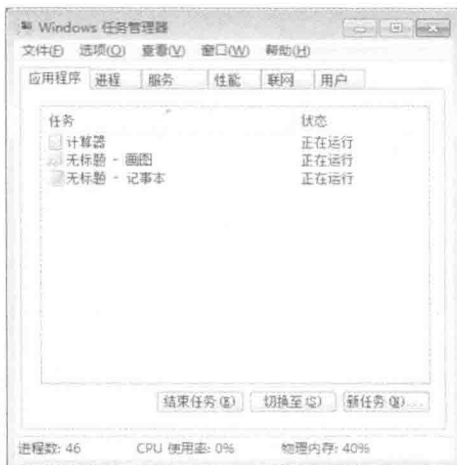 Windows 任务管理器
文件(F) 选项(O) 查看(V) 窗口(W) 帮助(H)
应用程序 进程 服务 性能 联网 用户
任务 状态
计算器 正在运行
无标题 - 画图 正在运行
无标题 - 记事本 正在运行
结束任务(E) 切换至(S) 新任务(N)...
进程数: 46 CPU 使用率: 0% 物理内存: 40%